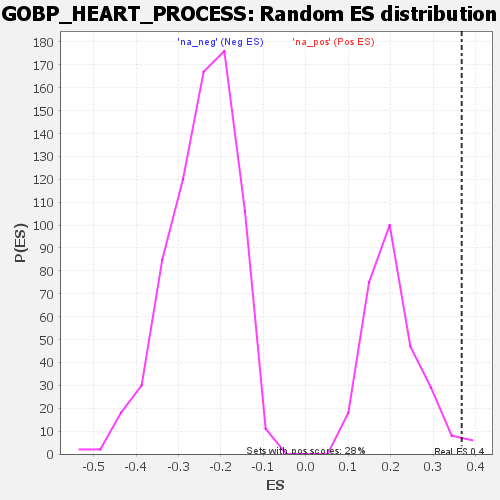 GOBP_HEART_PROCESS: Random ES distribution
'na_neg' (Neg ES) 'na_pos' (Pos ES)
180
170
160
150
140
130
120
110
100
90
80
70
60
50
40
30
20
10
0
P(ES)
Sets with pos scores: 28%
Real ES 0.4
-0.5 -0.4 -0.3 -0.2 -0.1 0.0 0.1 0.2 0.3 0.4
ES